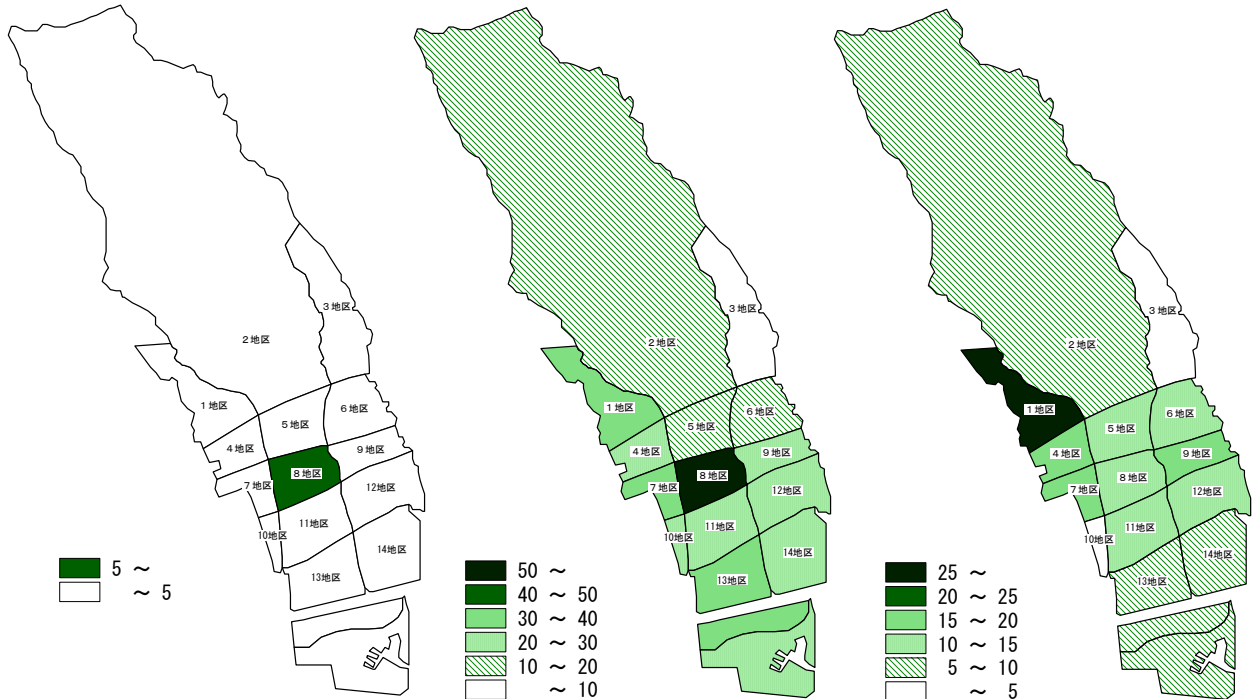 3地区
2地区
1地区
6地区
5地区
4地区
9地区
8地区
7地区
12地区
11地区
10地区
14地区
13地区
5 ～
～ 5
3地区
2地区
1地区
6地区
5地区
4地区
9地区
8地区
7地区
12地区
11地区
10地区
14地区
13地区
50 ～
40 ～ 50
30 ～ 40
20 ～ 30
10 ～ 20
～ 10
3地区
2地区
1地区
6地区
5地区
4地区
9地区
8地区
7地区
12地区
11地区
10地区
14地区
13地区
25 ～
20 ～ 25
15 ～ 20
10 ～ 15
5 ～ 10
～ 5